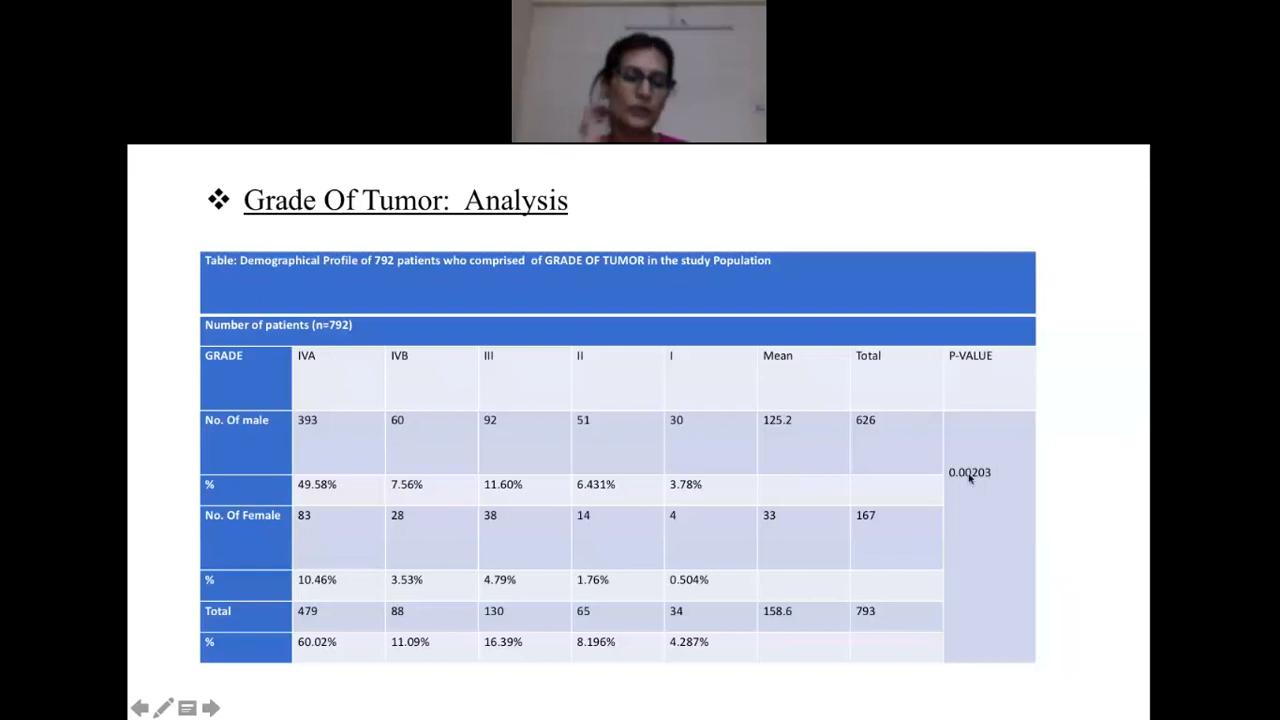 ❖ Grade Of Tumor: Analysis
Table: Demographical Profile of 792 patients who comprised of GRADE OF TUMOR in the study Population
Number of patients (n=792)
GRADE IVA IVB III II I Mean Total P-VALUE
No. Of male 393 60 92 51 30 125.2 626
0.00203
% 49.58% 7.56% 11.60% 6.431% 3.78%
No. Of Female 83 28 38 14 4 33 167
% 10.46% 3.53% 4.79% 1.76% 0.504%
Total 479 88 130 65 34 158.6 793
% 60.02% 11.09% 16.39% 8.196% 4.287%